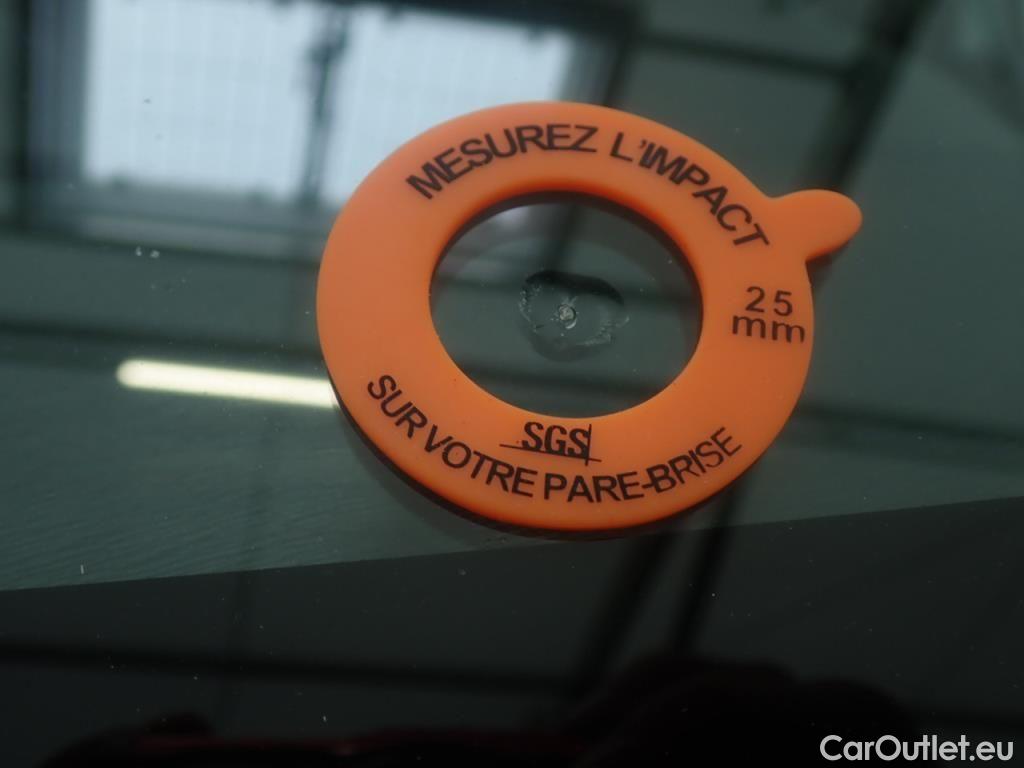 MESUREZ L'IMPACT
25
mm
SGS
SUR VOTRE PARE-BRISE
CarOutlet.eu